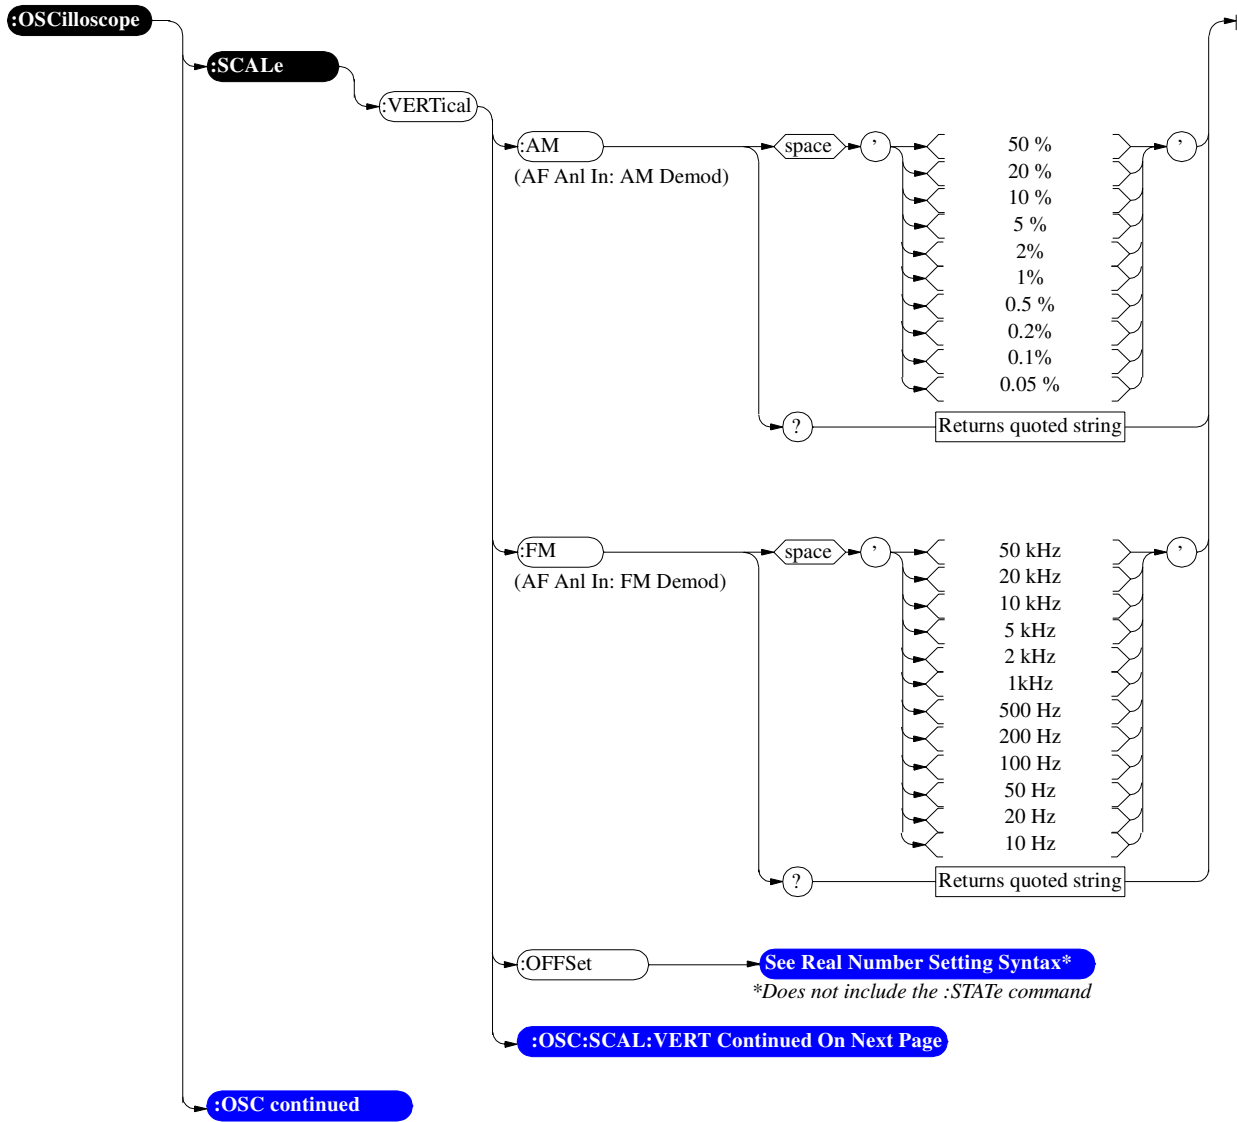 :OSCilloscope
:SCALe
:VERTical
:AM
(AF Anl In: AM Demod)
space
’
50 %
20 %
10 %
5 %
2%
1%
0.5 %
0.2%
0.1%
0.05 %
’
?
Returns quoted string
:FM
(AF Anl In: FM Demod)
space
’
50 kHz
20 kHz
10 kHz
5 kHz
2 kHz
1kHz
500 Hz
200 Hz
100 Hz
50 Hz
20 Hz
10 Hz
’
?
Returns quoted string
:OFFSet
See Real Number Setting Syntax*
*Does not include the :STATe command
:OSC:SCAL:VERT Continued On Next Page
:OSC continued